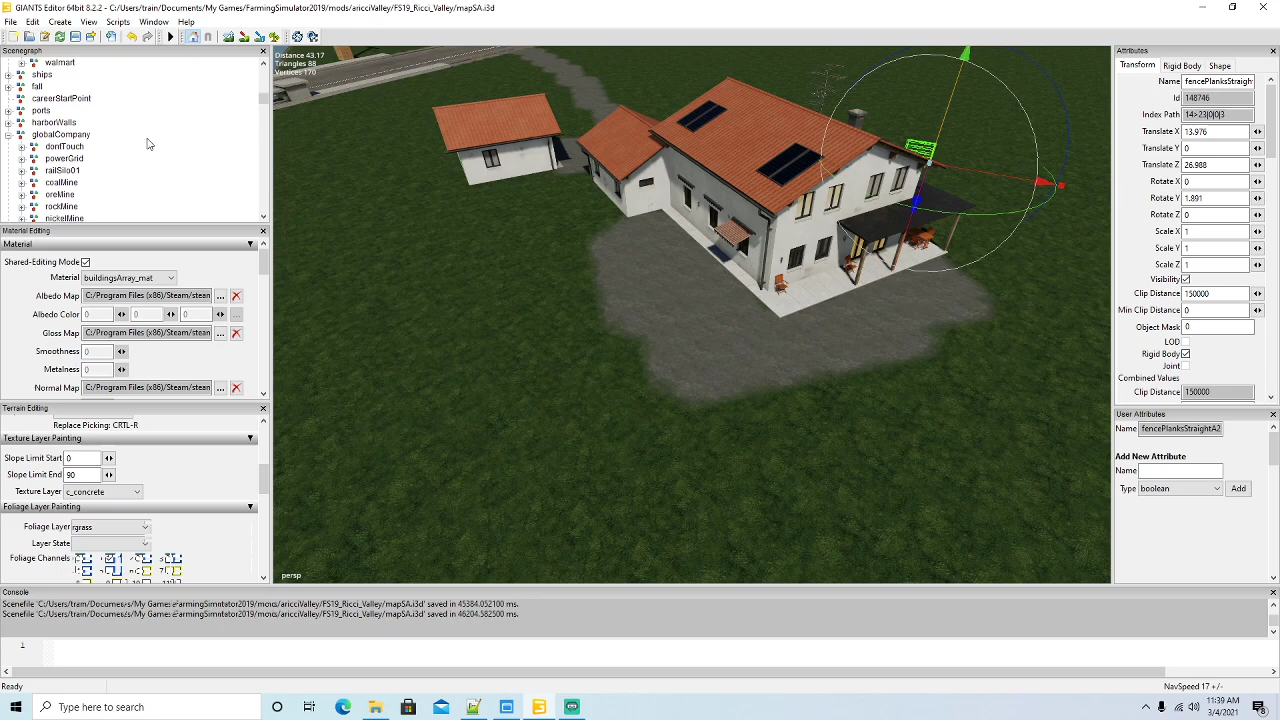 GIANTS Editor 64bit 8.2.2 - C:/Users/train/Documents/My Games/FarmingSimulator2019/mods/aricciValley/FS19_Ricci_Valley/mapSA.i3d
File Edit Create View Scripts Window Help
Scenegraph
walmart
ships
fall
careerStartPoint
ports
harborWalls
globalCompany
dontTouch
powerGrid
railSilo01
coalMine
oreMine
rockMine
nickelMine
Material Editing
Material
Shared-Editing Mode
Material buildingsArray_mat
Albedo Map C:/Program Files (x86)/Steam/stean ...
Albedo Color 0 0 0 ...
Gloss Map C:/Program Files (x86)/Steam/stean ...
Smoothness 0
Metalness 0
Normal Map C:/Program Files (x86)/Steam/stean ...
Terrain Editing
Replace Picking: CRTL-R
Texture Layer Painting
Slope Limit Start 0
Slope Limit End 90
Texture Layer c_concrete
Foliage Layer Painting
Foliage Layer rgrass
Layer State
Foliage Channels
Distance 43.17
Triangles 88
Vertices 170
persp
Attributes
Transform Rigid Body Shape
Name fencePlanksStraight
Id 148746
Index Path 14>23|0|0|3
Translate X 13.976
Translate Y 0
Translate Z 26.988
Rotate X 0
Rotate Y 1.891
Rotate Z 0
Scale X 1
Scale Y 1
Scale Z 1
Visibility
Clip Distance 150000
Min Clip Distance 0
Object Mask 0
LOD
Rigid Body
Joint
Combined Values
Clip Distance 150000
User Attributes
Name fencePlanksStraightA2
Add New Attribute
Name
Type boolean Add
Console
Scenefile 'C:/Users/train/Documents/My Games/FarmingSimulator2019/mods/aricciValley/FS19_Ricci_Valley/mapSA.i3d' saved in 45384.052100 ms.
Scenefile 'C:/Users/train/Documents/My Games/FarmingSimulator2019/mods/aricciValley/FS19_Ricci_Valley/mapSA.i3d' saved in 46204.582500 ms.
1
Ready
NavSpeed 17 +/-
Type here to search
11:39 AM
3/4/2021